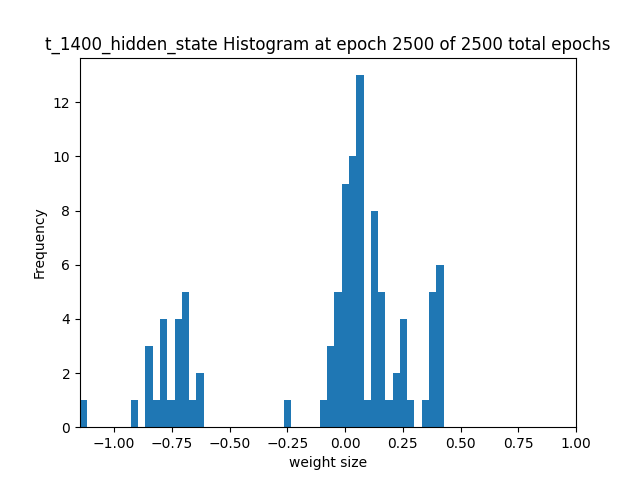 t_1400_hidden_state Histogram at epoch 2500 of 2500 total epochs
12
10
8
6
4
2
0
Frequency
−1.00 −0.75 −0.50 −0.25 0.00 0.25 0.50 0.75 1.00
weight size